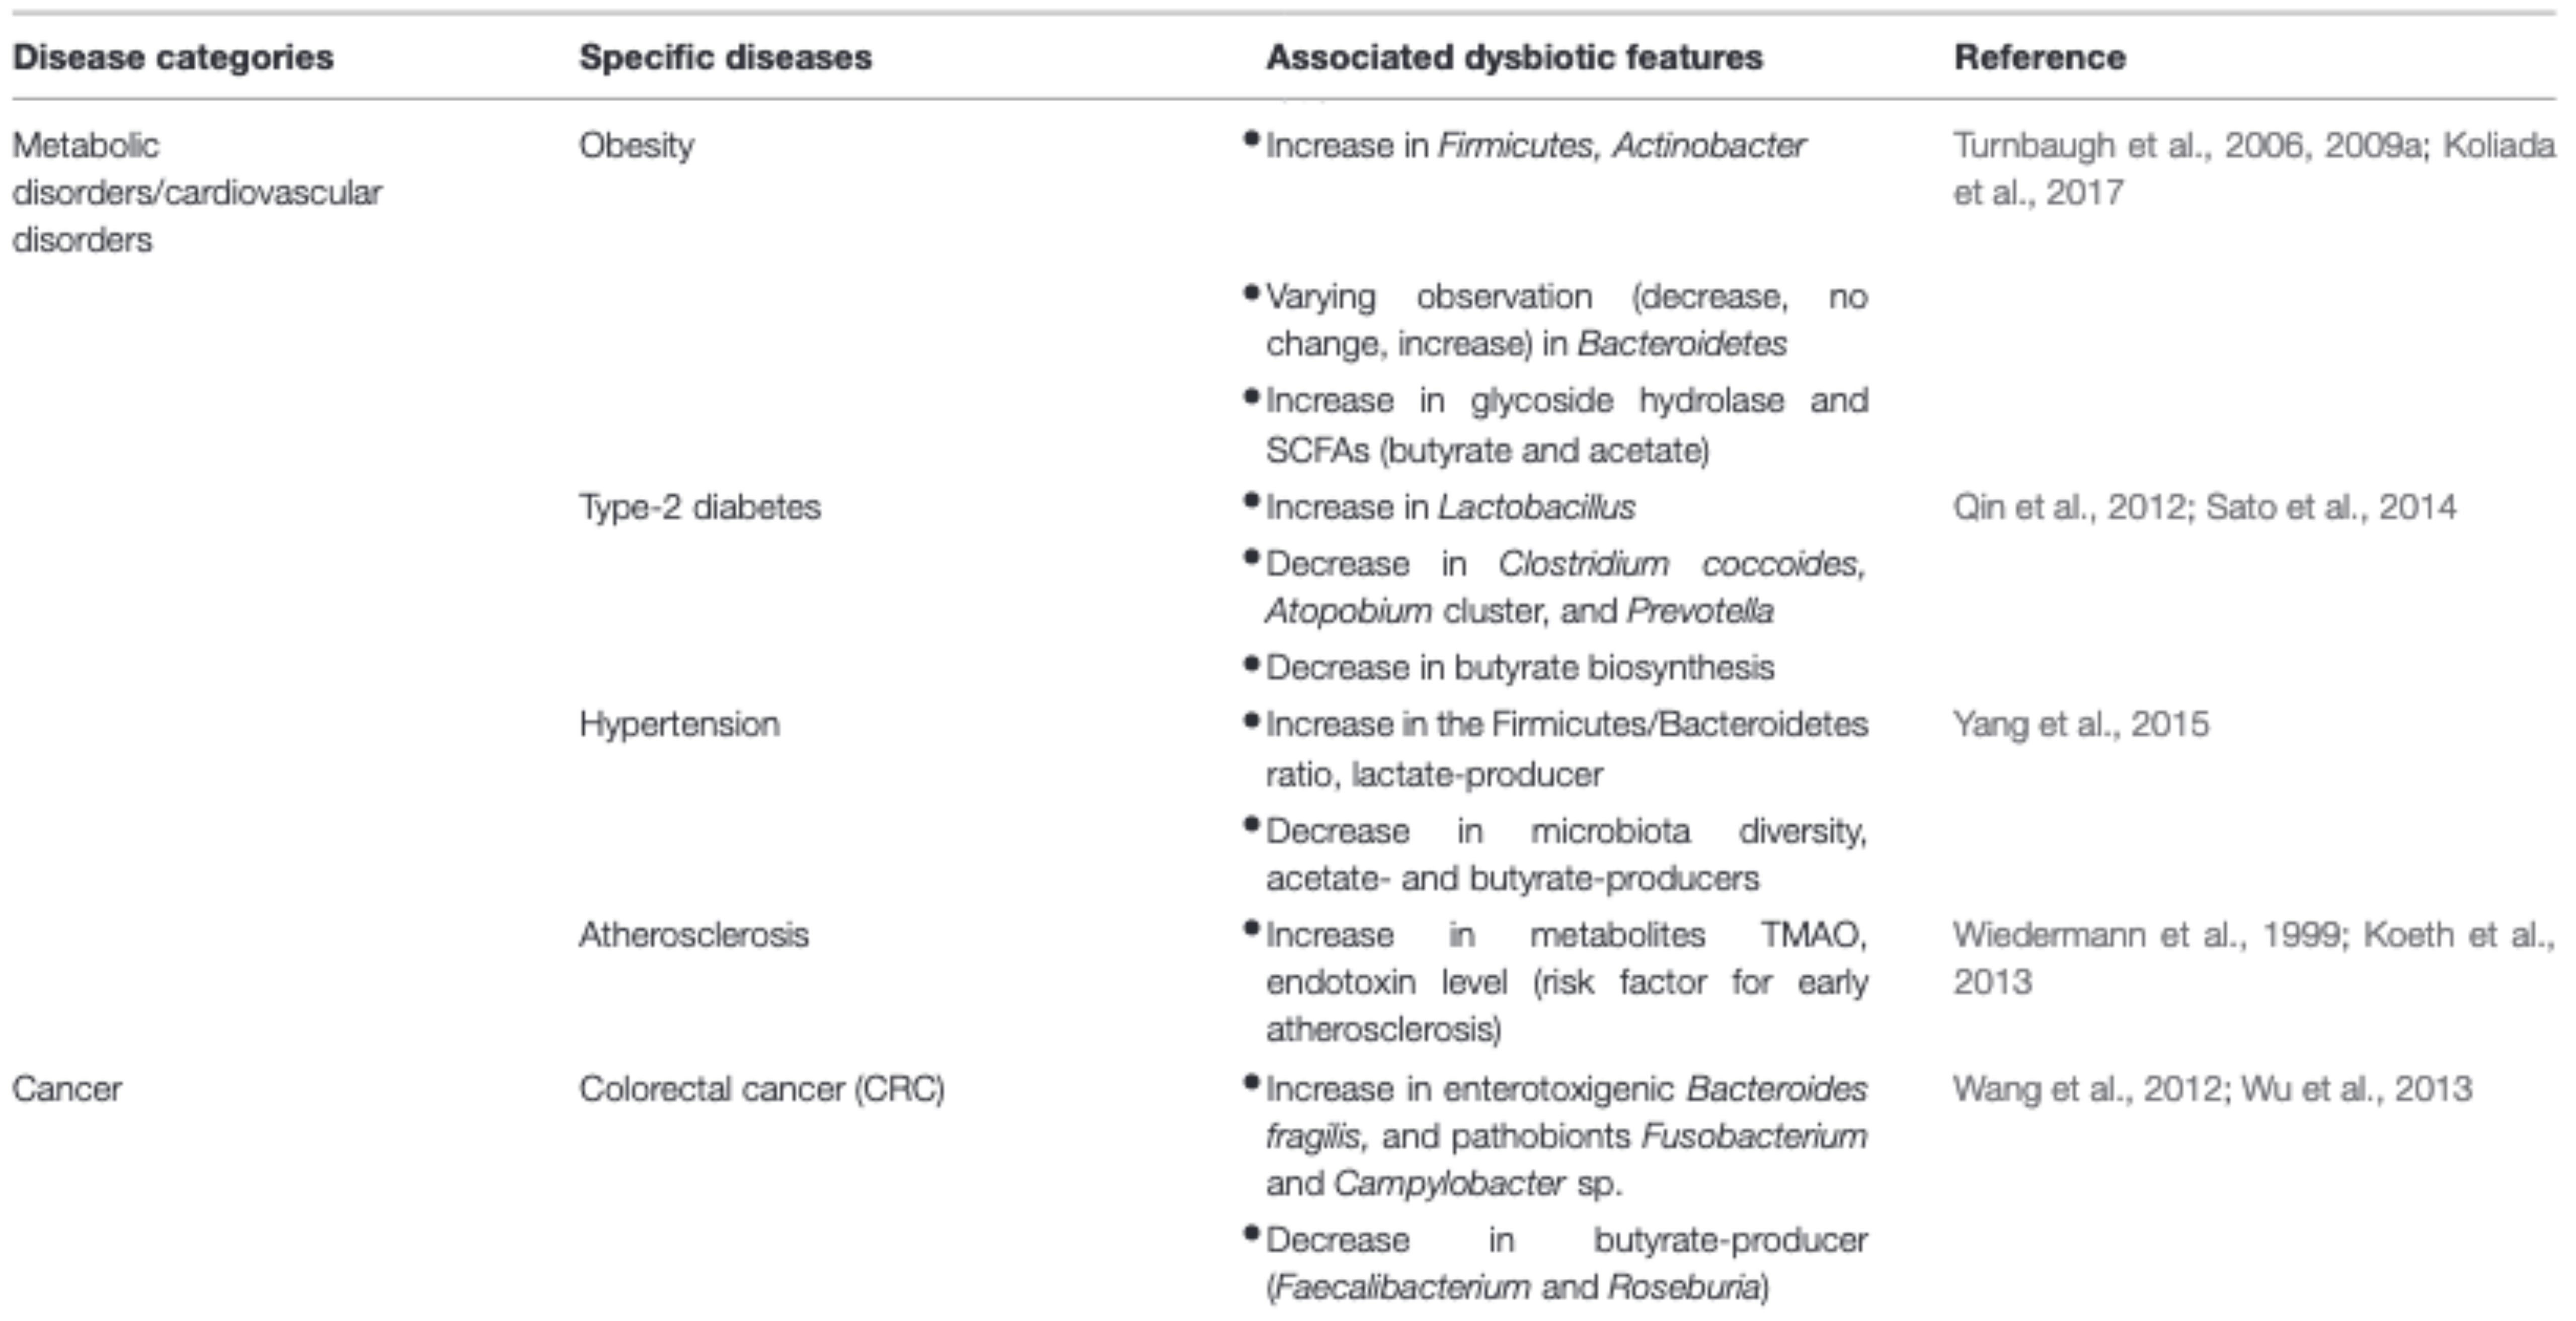 Disease categories Specific diseases Associated dysbiotic features Reference
Metabolic Obesity • Increase in Firmicutes, Actinobacter Turnbaugh et al., 2006, 2009a; Koliada
disorders/cardiovascular et al., 2017
disorders
• Varying observation (decrease, no
change, increase) in Bacteroidetes
• Increase in glycoside hydrolase and
SCFAs (butyrate and acetate)
Type-2 diabetes • Increase in Lactobacillus Qin et al., 2012; Sato et al., 2014
• Decrease in Clostridium coccoides,
Atopobium cluster, and Prevotella
• Decrease in butyrate biosynthesis
Hypertension • Increase in the Firmicutes/Bacteroidetes Yang et al., 2015
ratio, lactate-producer
• Decrease in microbiota diversity,
acetate- and butyrate-producers
Atherosclerosis • Increase in metabolites TMAO, Wiedermann et al., 1999; Koeth et al.,
endotoxin level (risk factor for early 2013
atherosclerosis)
Cancer Colorectal cancer (CRC) • Increase in enterotoxigenic Bacteroides Wang et al., 2012; Wu et al., 2013
fragilis, and pathobionts Fusobacterium
and Campylobacter sp.
• Decrease in butyrate-producer
(Faecalibacterium and Roseburia)